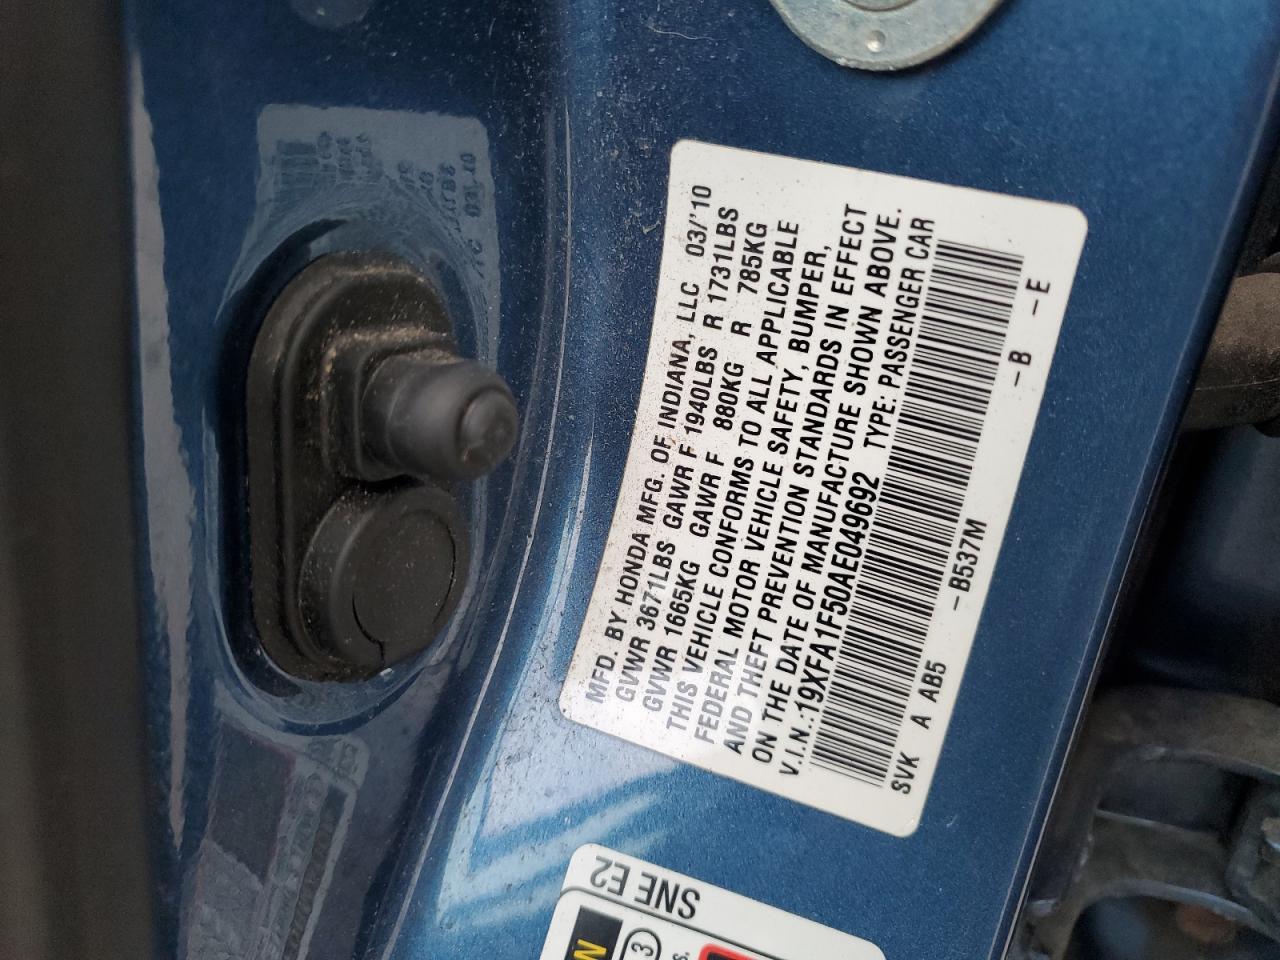 MFD. BY HONDA MFG. OF INDIANA, LLC 03/'10
GVWR 3671LBS GAWR F 1940LBS R 1731LBS
GVWR 1665KG GAWR F 880KG R 785KG
THIS VEHICLE CONFORMS TO ALL APPLICABLE
FEDERAL MOTOR VEHICLE SAFETY, BUMPER,
AND THEFT PREVENTION STANDARDS IN EFFECT
ON THE DATE OF MANUFACTURE SHOWN ABOVE.
V.I.N.:19XFA1F50AE049692 TYPE: PASSENGER CAR
SVK A AB5 -B537M -B -E
SNE E2
3